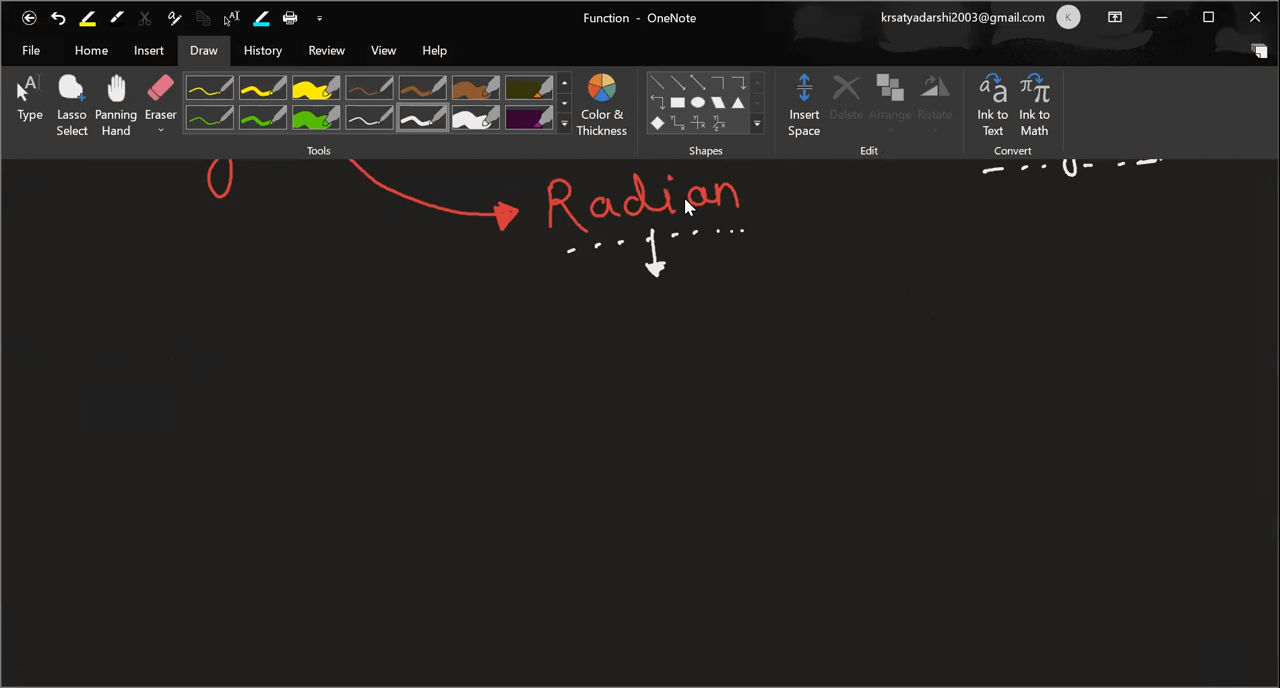 Function - OneNote
krsatyadarshi2003@gmail.com
K
File Home Insert Draw History Review View Help
Type
Lasso Select
Panning Hand
Eraser
Color & Thickness
Insert Space
Delete
Arrange
Rotate
Ink to Text
Ink to Math
Tools Shapes Edit Convert
Radian